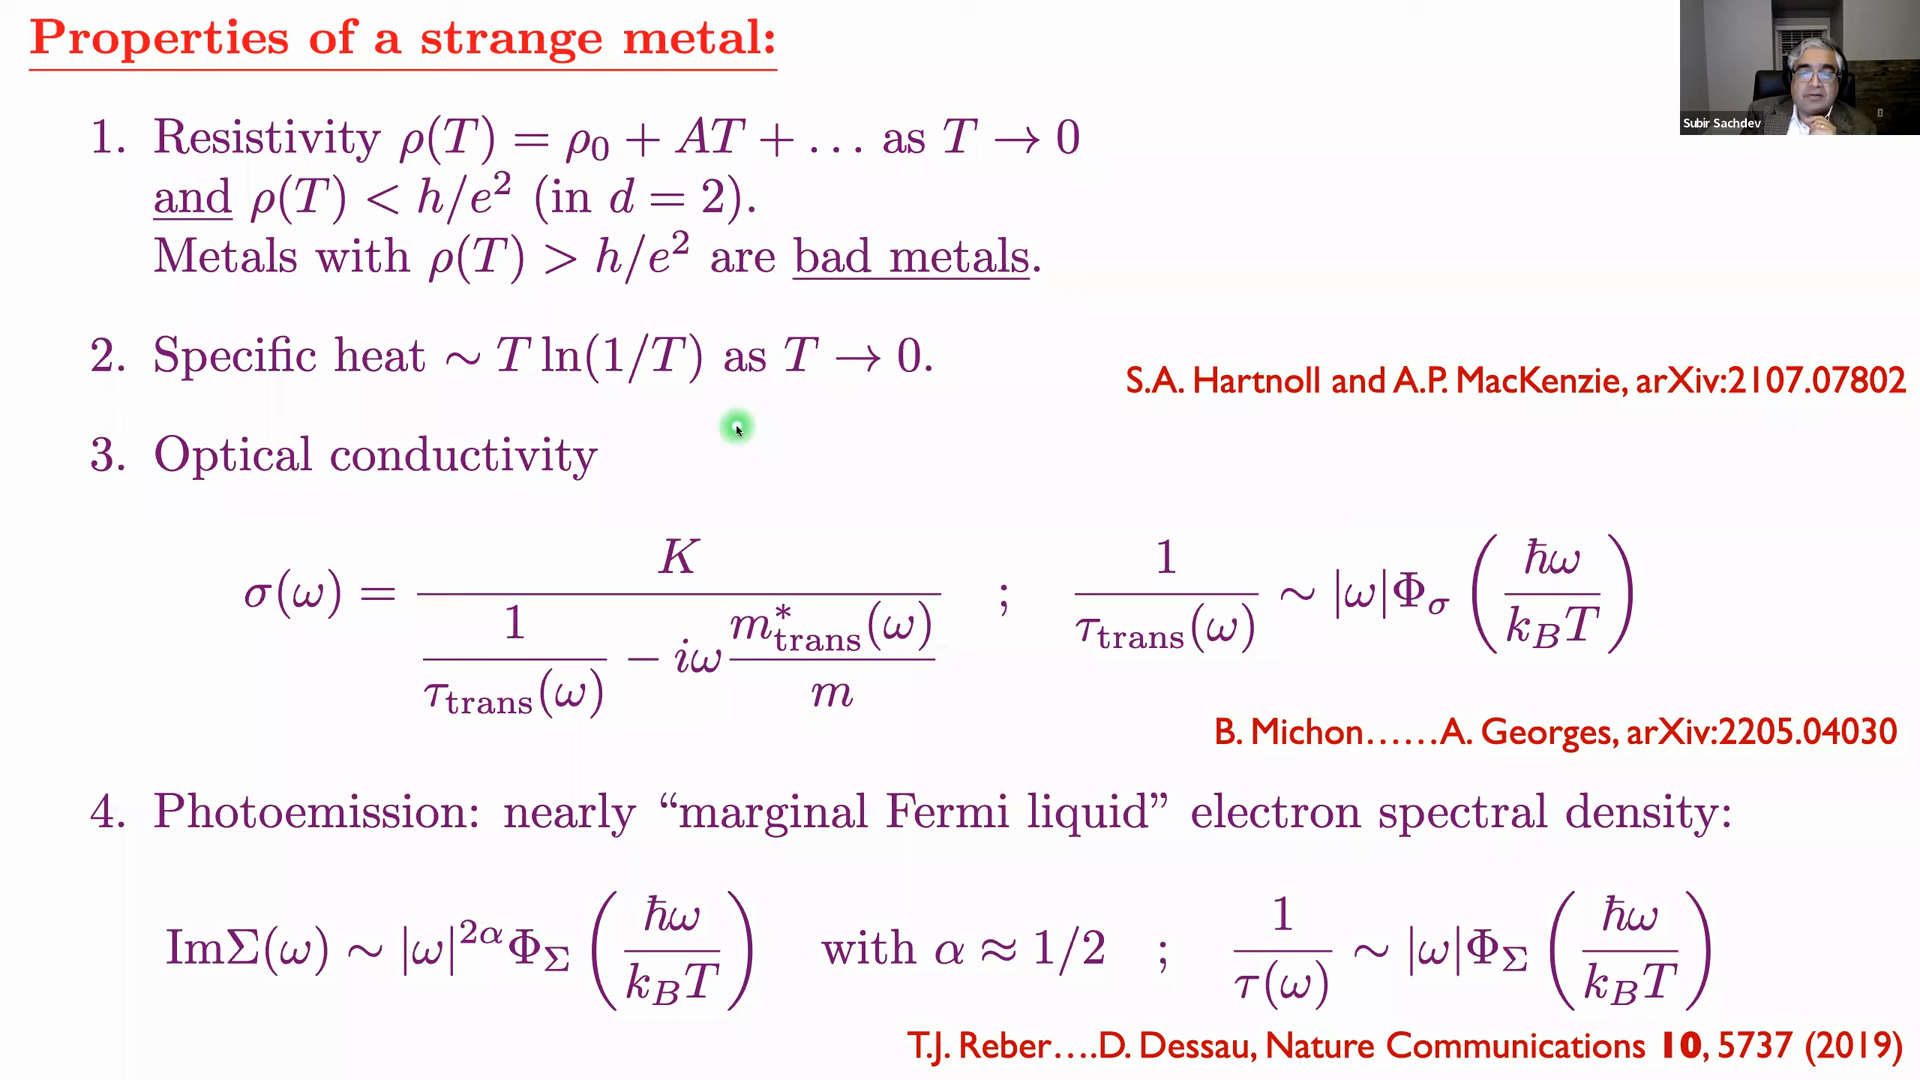 Properties of a strange metal:
Subir Sachdev
1. Resistivity ρ(T) = ρ₀ + AT + … as T → 0
and ρ(T) < h/e² (in d = 2).
Metals with ρ(T) > h/e² are bad metals.
2. Specific heat ~ T ln(1/T) as T → 0.
S.A. Hartnoll and A.P. MacKenzie, arXiv:2107.07802
3. Optical conductivity
σ(ω) = K / (1/τ_trans(ω) − iω m*_trans(ω)/m) ; 1/τ_trans(ω) ~ |ω|Φ_σ(ħω/k_BT)
B. Michon……A. Georges, arXiv:2205.04030
4. Photoemission: nearly “marginal Fermi liquid” electron spectral density:
ImΣ(ω) ~ |ω|^{2α}Φ_Σ(ħω/k_BT) with α ≈ 1/2 ; 1/τ(ω) ~ |ω|Φ_Σ(ħω/k_BT)
T.J. Reber….D. Dessau, Nature Communications 10, 5737 (2019)